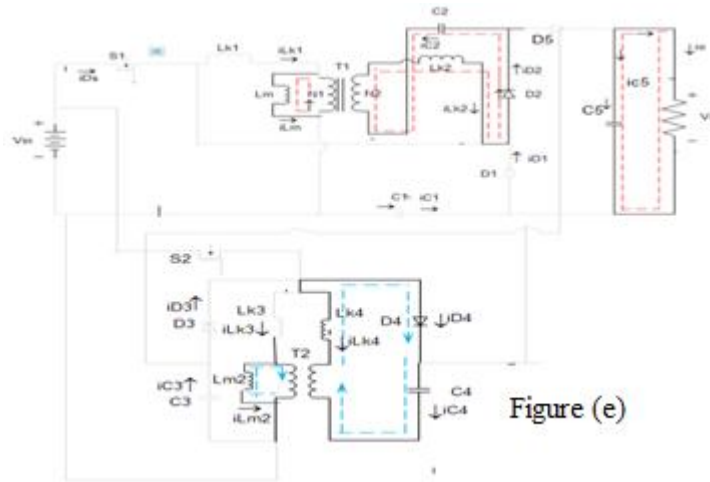 C2
S1
Lk1
iLk1
T1
iC2
D5
iDs
Lm
Ns1
N2
Lk2
iD2
D2
ic5
iLk2
C5
iLm
Vin
iD1
D1
C1
iC1
S2
iD3
D3
Lk3
iLk3
Lk4
iLk4
D4
iD4
T2
iC3
C3
Lm2
iLm2
C4
iC4
Figure (e)